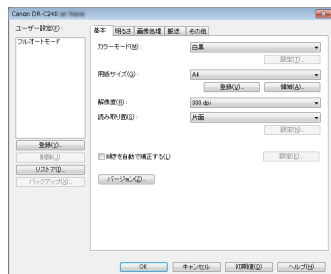 Canon DR-C240 on
ユーザー設定(F):
フルオートモード
登録(V)...
削除(J)
リストア(I)...
バックアップ(X)...
基本 明るさ 画像処理 搬送 その他
カラーモード(M): 白黒
設定(T)...
用紙サイズ(G): A4
登録(W)... 領域(A)...
解像度(R): 300 dpi
読み取り面(S): 片面
設定(N)...
傾きを自動で補正する(L) 設定(E)...
バージョン(Z)...
OK キャンセル 初期値(D) ヘルプ(H)